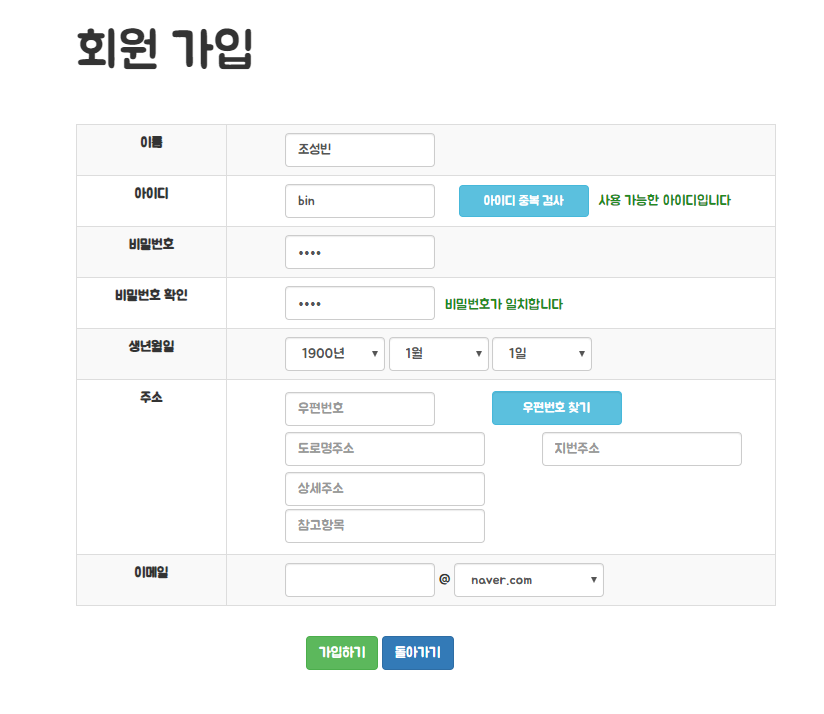 회원 가입
이름 조성빈
아이디 bin 아이디 중복 검사 사용 가능한 아이디입니다
비밀번호 ••••
비밀번호 확인 •••• 비밀번호가 일치합니다
생년월일 1900년 1월 1일
주소 우편번호 우편번호 찾기
도로명주소 지번주소
상세주소
참고항목
이메일 @ naver.com
가입하기 돌아가기